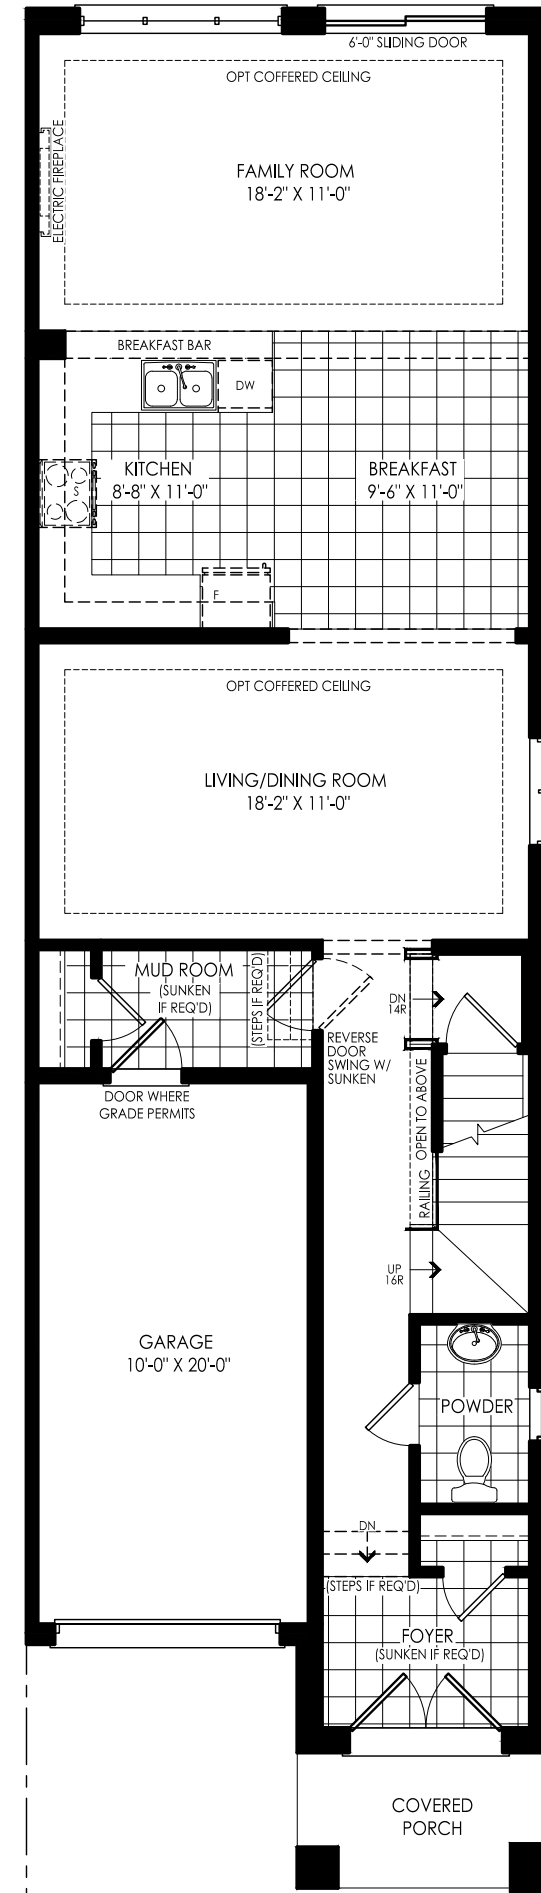 6'-0" SLIDING DOOR
OPT COFFERED CEILING
ELECTRIC FIREPLACE
FAMILY ROOM
18'-2" X 11'-0"
BREAKFAST BAR
DW
KITCHEN
8'-8" X 11'-0"
S
BREAKFAST
9'-6" X 11'-0"
F
OPT COFFERED CEILING
LIVING/DINING ROOM
18'-2" X 11'-0"
MUD ROOM
(SUNKEN
IF REQ'D)
(STEPS IF REQ'D)
DN
14R
REVERSE
DOOR
SWING W/
SUNKEN
DOOR WHERE
GRADE PERMITS
RAILING OPEN TO ABOVE
UP
16R
GARAGE
10'-0" X 20'-0"
POWDER
DN
(STEPS IF REQ'D)
FOYER
(SUNKEN IF REQ'D)
COVERED
PORCH